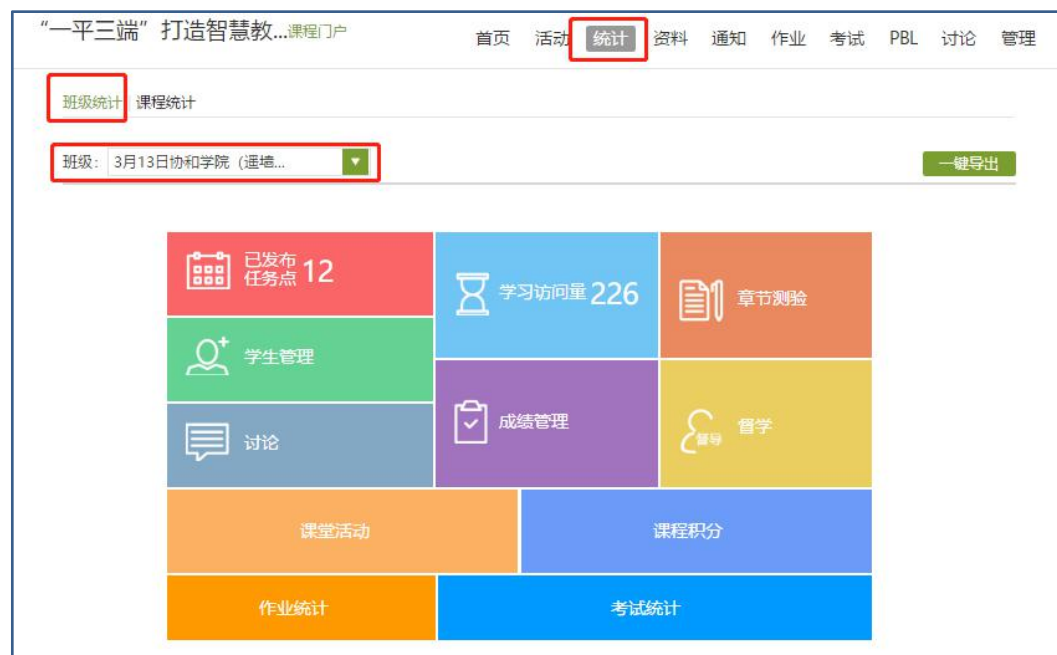 “一平三端”打造智慧教...课程门户
首页 活动 统计 资料 通知 作业 考试 PBL 讨论 管理
班级统计 课程统计
班级: 3月13日协和学院 (遥墙...
一键导出
已发布
任务点 12
学习访问量 226
章节测验
学生管理
成绩管理
督导
督学
讨论
课堂活动
课程积分
作业统计
考试统计